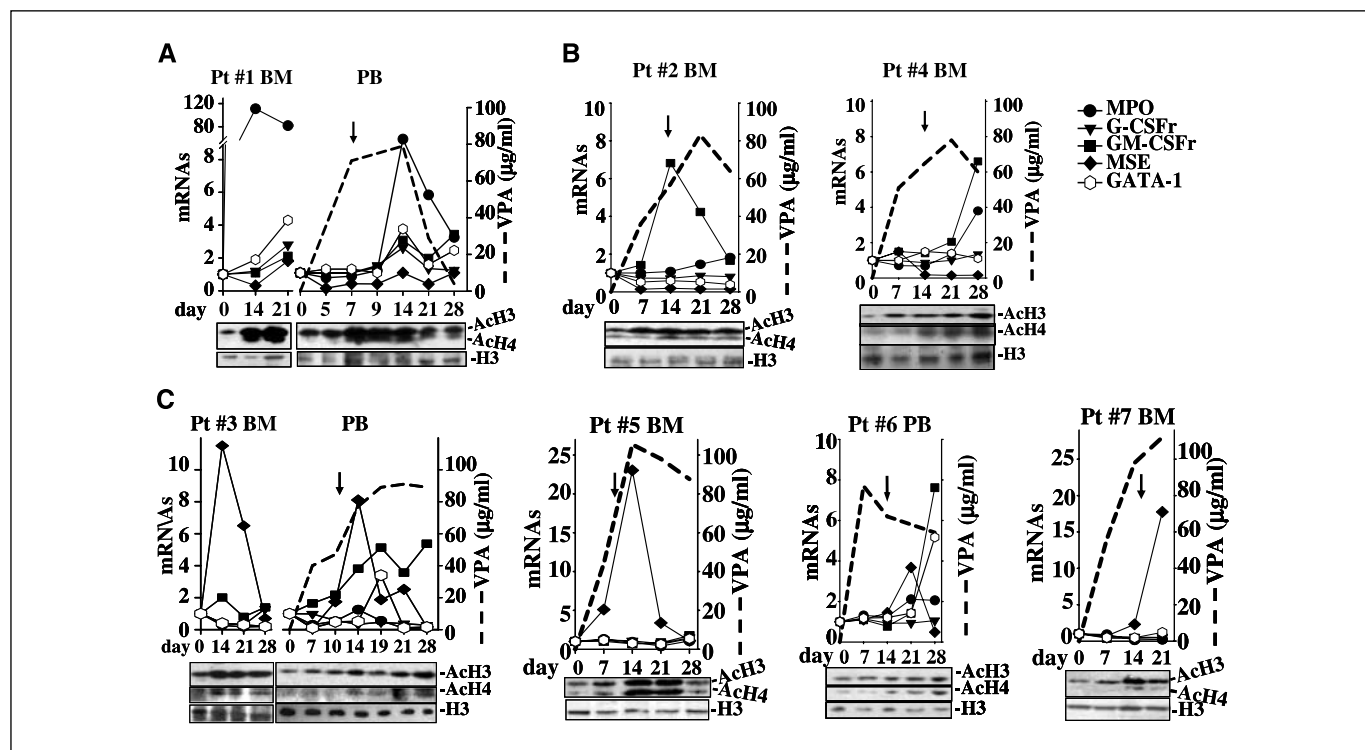 A
Pt #1 BM
PB
mRNAs
120
80
8
6
4
2
0
100
80
60
40
20
0
VPA (µg/ml)
day
0 14 21
0 5 7 9 14 21 28
-AcH3
-AcH4
-H3
B
Pt #2 BM
mRNAs
10
8
6
4
2
0
100
80
60
40
20
0
VPA (µg/ml)
day
0 7 14 21 28
-AcH3
-AcH4
-H3
Pt #4 BM
mRNAs
10
8
6
4
2
0
100
80
60
40
20
0
VPA (µg/ml)
day
0 7 14 21 28
-AcH3
-AcH4
-H3
MPO
G-CSFr
GM-CSFr
MSE
GATA-1
C
Pt #3 BM
PB
mRN\As
10
8
6
4
2
0
100
80
60
40
20
0
VPA (µg/ml)
day
0 14 21 28
0 7 10 14 19 21 28
-AcH3
-AcH4
-H3
Pt #5 BM
mRNAs
25
20
15
10
5
0
100
80
60
40
20
0
VPA (µg/ml)
day
0 7 14 21 28
-AcH3
-AcH4
-H3
Pt #6 PB
mRNAs
10
8
6
4
2
0
100
80
60
40
20
0
VPA (µg/ml)
day
0 7 14 21 28
-AcH3
-AcH4
-H3
Pt #7 BM
mRNAs
25
20
15
10
5
0
100
80
60
40
20
0
VPA (µg/ml)
day
0 7 14 21
-AcH3
-AcH4
-H3